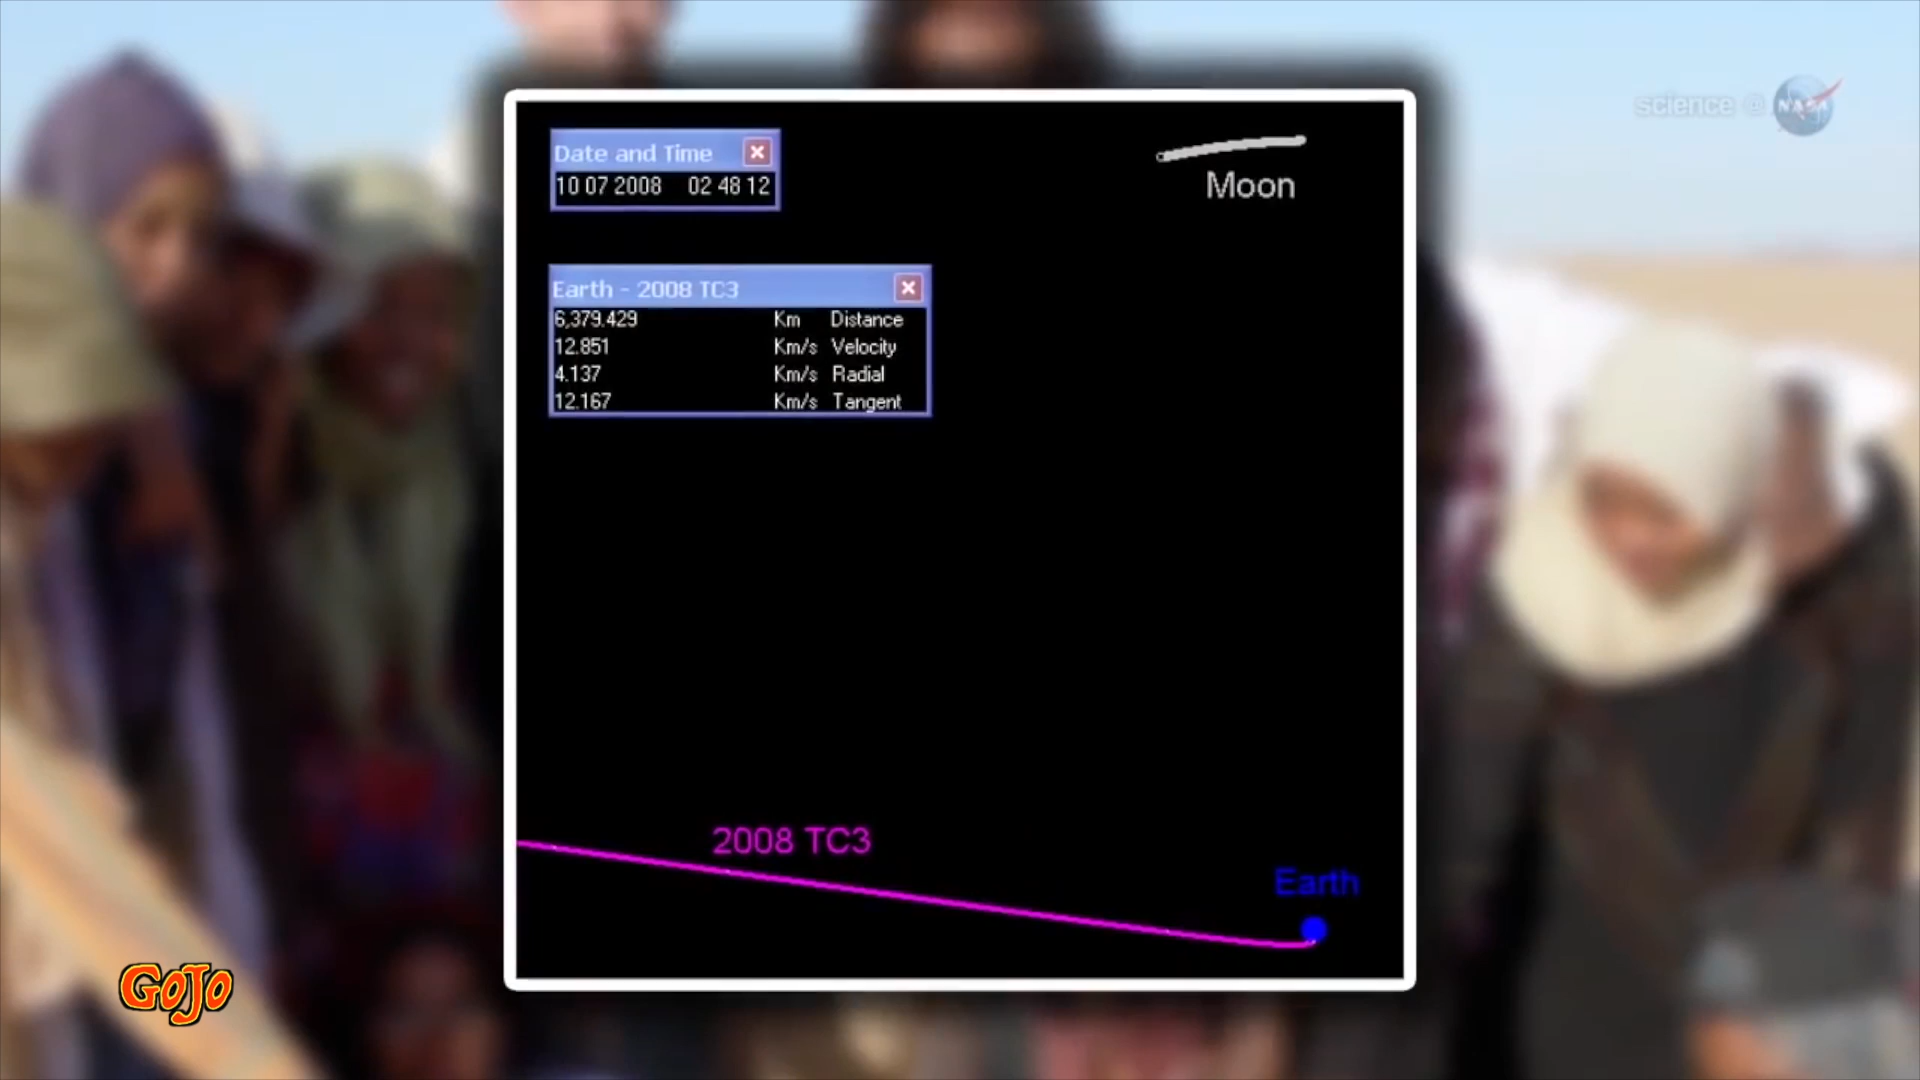 science @ NASA
Date and Time
10 07 2008 02 48 12
Moon
Earth - 2008 TC3
6,379.429 Km Distance
12.851 Km/s Velocity
4.137 Km/s Radial
12.167 Km/s Tangent
2008 TC3
Earth
GoJo